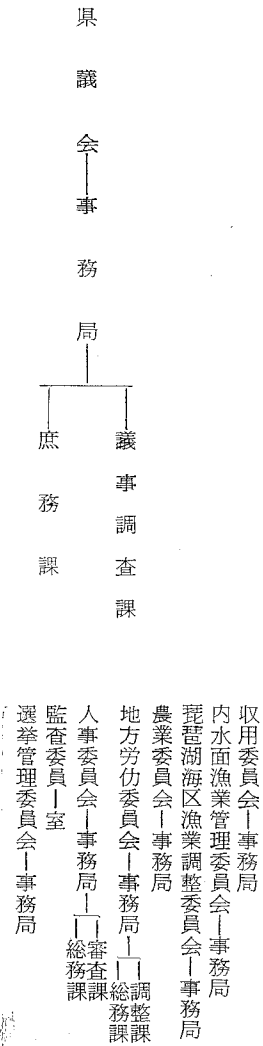 県議会―事務局
議事調査課
庶務課
収用委員会―事務局
内水面漁業管理委員会―事務局
琵琶湖海区漁業調整委員会―事務局
農業委員会―事務局
地方労仂委員会―事務局
調整課
総務課
人事委員会―事務局
審査課
総務課
監査委員―室
選挙管理委員会―事務局